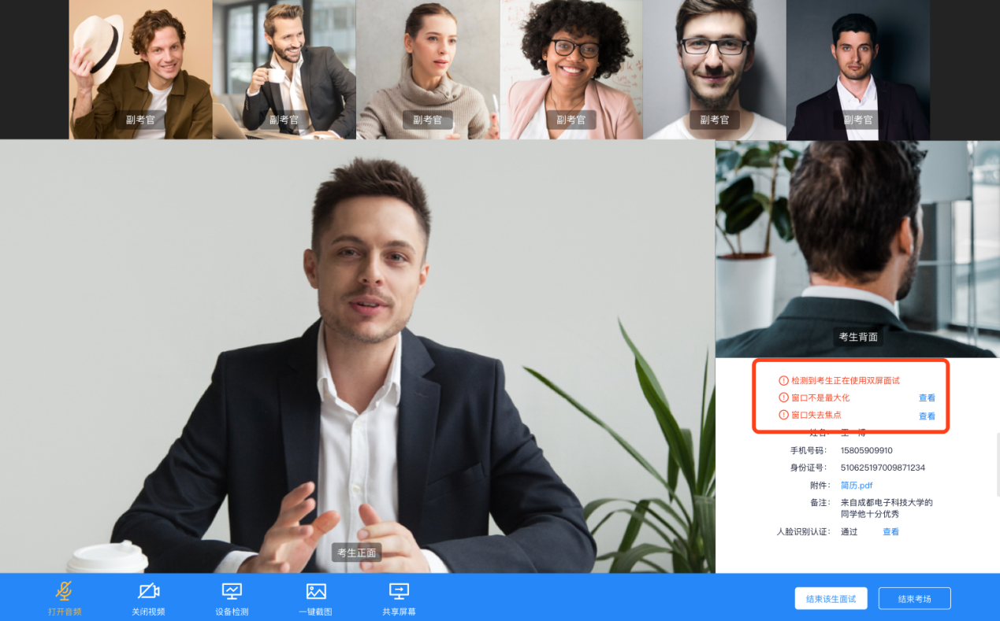 副考官
副考官
副考官
副考官
副考官
副考官
考生背面
检测到考生正在使用双屏面试
窗口不是最大化 查看
窗口失去焦点 查看
姓名: 王一博
手机号码: 15805909910
身份证号: 510625197009871234
附件: 简历.pdf
备注: 来自成都电子科技大学的
同学他十分优秀
人脸识别认证: 通过 查看
考生正面
打开音频
关闭视频
设备检测
一键截图
共享屏幕
结束该生面试
结束考场